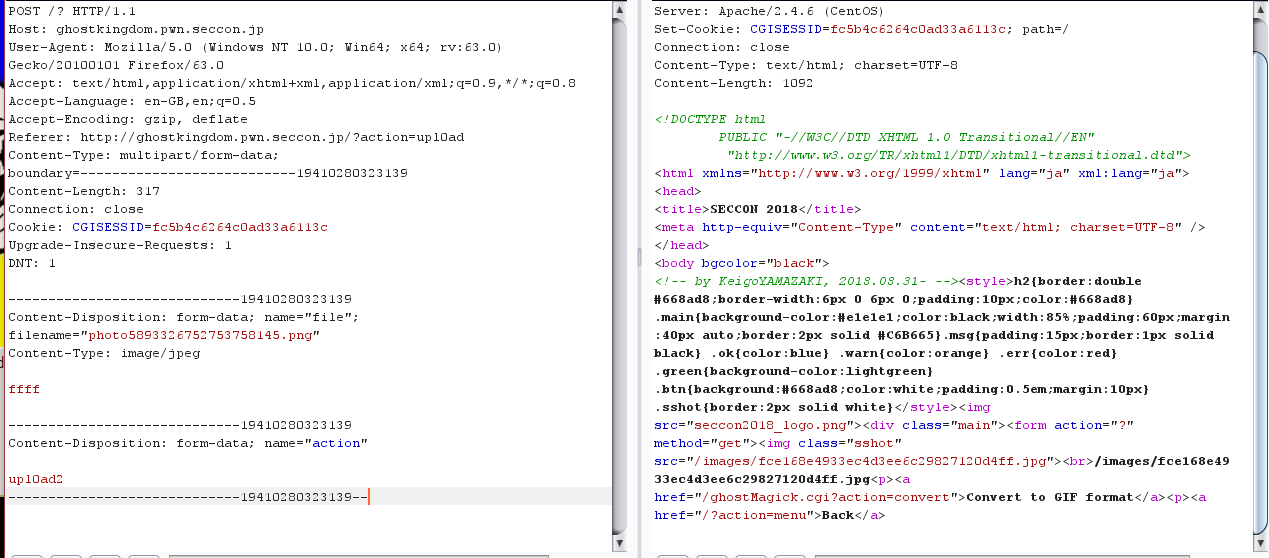 POST /? HTTP/1.1
Host: ghostkingdom.pwn.seccon.jp
User-Agent: Mozilla/5.0 (Windows NT 10.0; Win64; x64; rv:63.0)
Gecko/20100101 Firefox/63.0
Accept: text/html,application/xhtml+xml,application/xml;q=0.9,*/*;q=0.8
Accept-Language: en-GB,en;q=0.5
Accept-Encoding: gzip, deflate
Referer: http://ghostkingdom.pwn.seccon.jp/?action=upl0ad
Content-Type: multipart/form-data;
boundary=---------------------------19410280323139
Content-Length: 317
Connection: close
Cookie: CGISESSID=fc5b4c6264c0ad33a6113c
Upgrade-Insecure-Requests: 1
DNT: 1
-----------------------------19410280323139
Content-Disposition: form-data; name="file";
filename="photo5893326752753758145.png"
Content-Type: image/jpeg
ffff
-----------------------------19410280323139
Content-Disposition: form-data; name="action"
upl0ad2
-----------------------------19410280323139--
Server: Apache/2.4.6 (CentOS)
Set-Cookie: CGISESSID=fc5b4c6264c0ad33a6113c; path=/
Connection: close
Content-Type: text/html; charset=UTF-8
Content-Length: 1092
<!DOCTYPE html
PUBLIC "-//W3C//DTD XHTML 1.0 Transitional//EN"
"http://www.w3.org/TR/xhtml1/DTD/xhtml1-transitional.dtd">
<html xmlns="http://www.w3.org/1999/xhtml" lang="ja" xml:lang="ja">
<head>
<title>SECCON 2018</title>
<meta http-equiv="Content-Type" content="text/html; charset=UTF-8" />
</head>
<body bgcolor="black">
<!-- by KeigoYAMAZAKI, 2018.08.31- --><style>h2{border:double
#668ad8;border-width:6px 0 6px 0;padding:10px;color:#668ad8}
.main{background-color:#e1e1e1;color:black;width:85%;padding:60px;margin
:40px auto;border:2px solid #C6B665}.msg{padding:15px;border:1px solid
black} .ok{color:blue} .warn{color:orange} .err{color:red}
.green{background-color:lightgreen}
.btn{background:#668ad8;color:white;padding:0.5em;margin:10px}
.sshot{border:2px solid white}</style><img
src="seccon2018_logo.png"><div class="main"><form action="?"
method="get"><img class="sshot"
src="/images/fce168e4933ec4d3ee6c29827120d4ff.jpg"><br>/images/fce168e49
33ec4d3ee6c29827120d4ff.jpg<p><a
href="/ghostMagick.cgi?action=convert">Convert to GIF format</a><p><a
href="/?action=menu">Back</a>